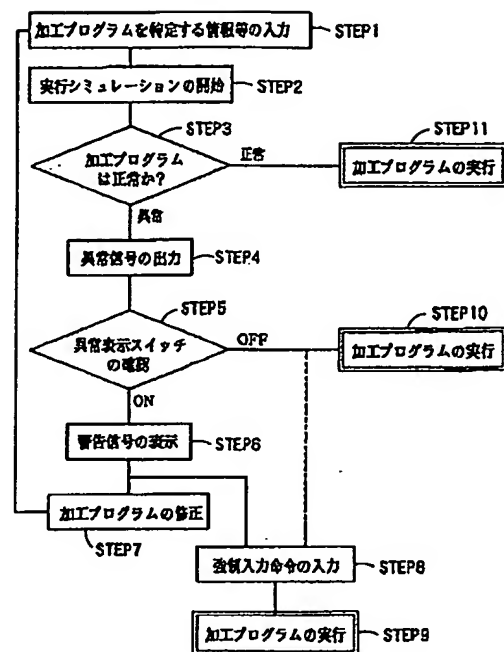 加工プログラムを特定する情報等の入力
STEP1
実行シミュレーションの開始
STEP2
STEP3
加工プログラム
は正常か？
正常
STEP11
加工プログラムの実行
異常
異常信号の出力
STEP4
STEP5
異常表示スイッチ
の確認
OFF
STEP10
加工プログラムの実行
ON
警告信号の表示
STEP6
加工プログラムの修正
STEP7
強制入力命令の入力
STEP8
加工プログラムの実行
STEP9